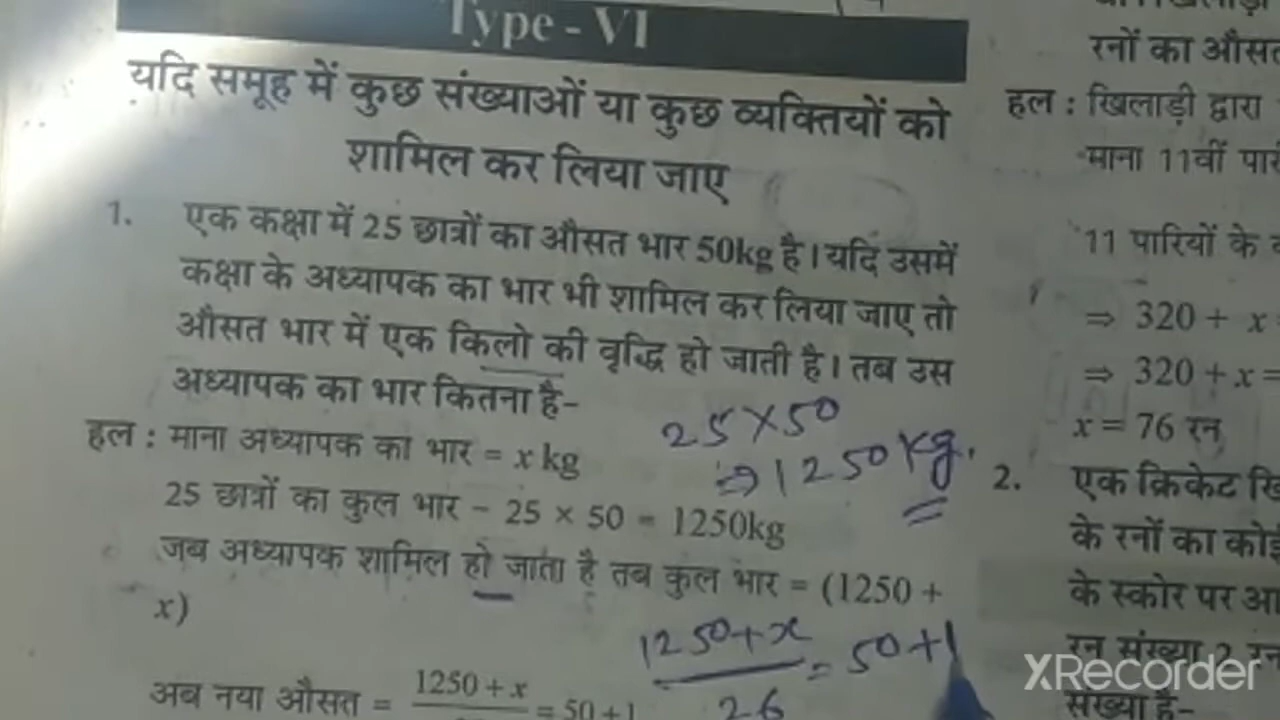 Type - VI
यदि समूह में कुछ संख्याओं या कुछ व्यक्तियों को
शामिल कर लिया जाए
1. एक कक्षा में 25 छात्रों का औसत भार 50kg है। यदि उसमें
कक्षा के अध्यापक का भार भी शामिल कर लिया जाए तो
औसत भार में एक किलो की वृद्धि हो जाती है। तब उस
अध्यापक का भार कितना है-
25 × 50
⇒ 1250 kg.
हल : माना अध्यापक का भार = x kg
25 छात्रों का कुल भार - 25 × 50 = 1250kg
जब अध्यापक शामिल हो जाता है तब कुल भार = (1250 +
x)
1250+x
= 50+1
26
अब नया औसत = 1250 + x
= 50 +1
रनों का औसत
हल : खिलाड़ी द्वारा
माना 11वीं
11 पारियों के
⇒ 320 + x
⇒ 320 + x =
x = 76 रन
2. एक क्रिकेट
के रनों का कोई
के स्कोर पर
रन संख्या 2 रन
संख्या है-
XRecorder